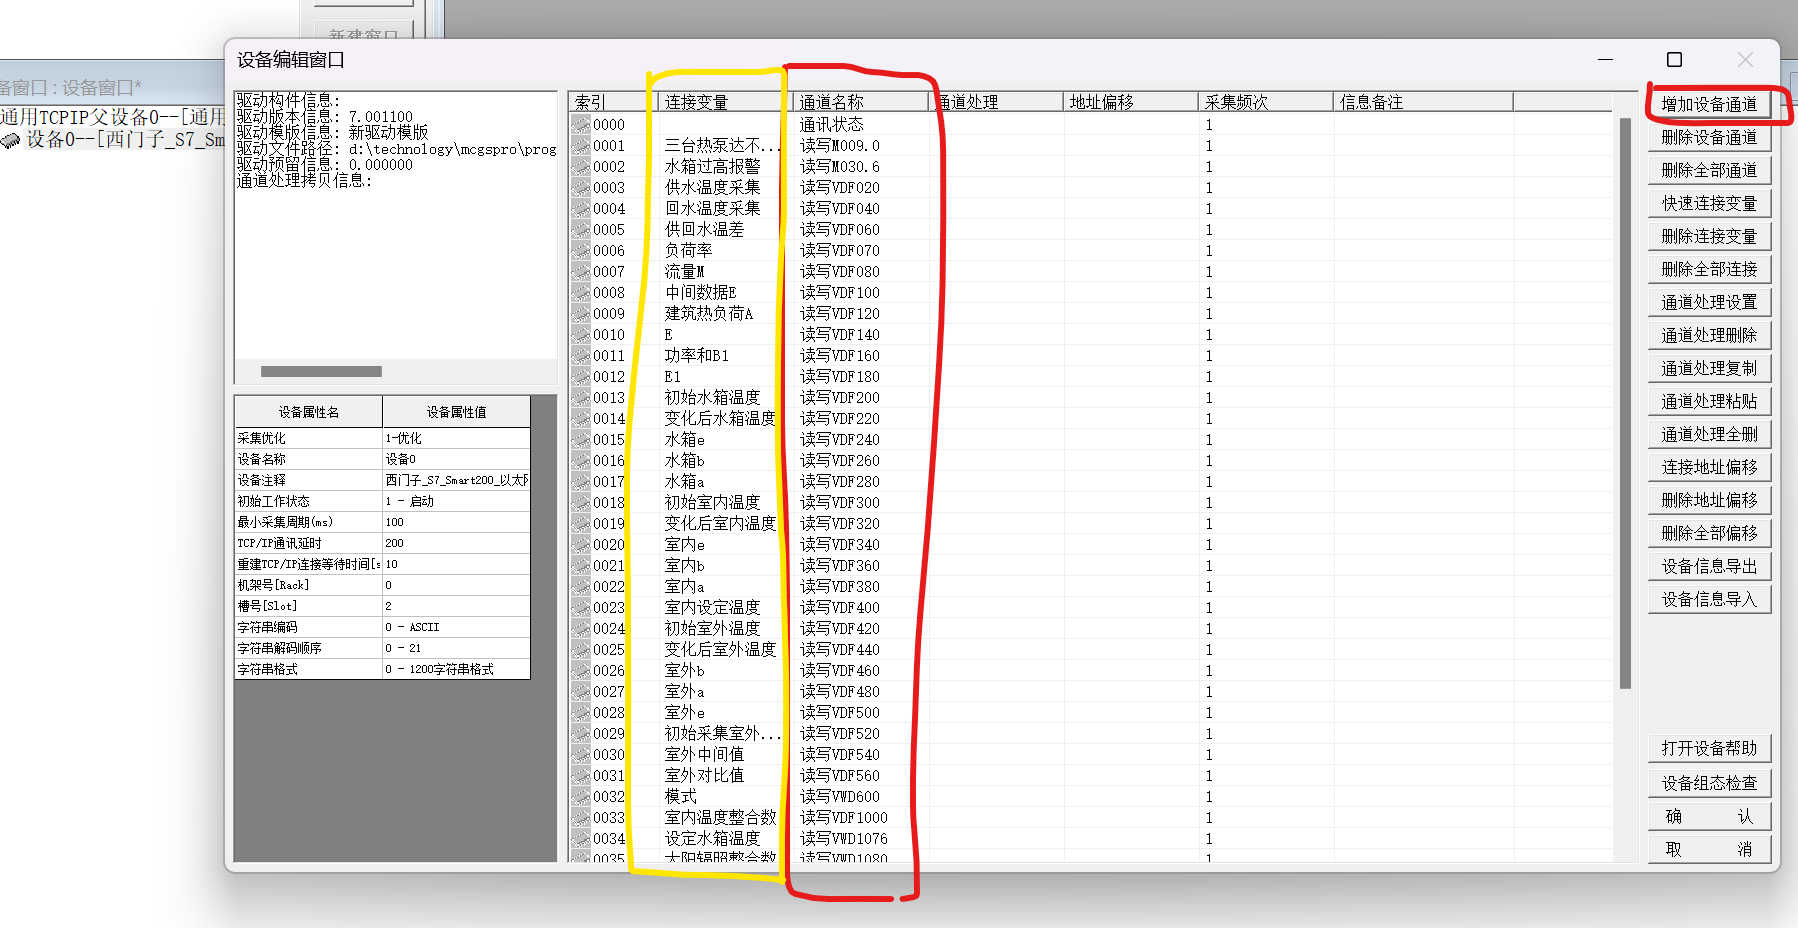 新建窗口
设备编辑窗口
备窗口 : 设备窗口*
通用TCPIP父设备0--[通用
设备0--[西门子_S7_Sm
驱动构件信息:
驱动版本信息: 7.001100
驱动模版信息: 新驱动模版
驱动文件路径: d:\technology\mcgspro\prog
驱动预留信息: 0.000000
通道处理拷贝信息:
设备属性名 设备属性值
采集优化 1-优化
设备名称 设备0
设备注释 西门子_S7_Smart200_以太
初始工作状态 1 - 启动
最小采集周期(ms) 100
TCP/IP通讯延时 200
重建TCP/IP连接等待时间[s 10
机架号[Rack] 0
槽号[Slot] 2
字符串编码 0 - ASCII
字符串解码顺序 0 - 21
字符串格式 0 - 1200字符串格式
索引 连接变量 通道名称 通道处理 地址偏移 采集频次 信息备注
0000 通讯状态 1
0001 三台热泵达不... 读写M009.0 1
0002 水箱过高报警 读写M030.6 1
0003 供水温度采集 读写VDF020 1
0004 回水温度采集 读写VDF040 1
0005 供回水温差 读写VDF060 1
0006 负荷率 读写VDF070 1
0007 流量M 读写VDF080 1
0008 中间数据E 读写VDF100 1
0009 建筑热负荷A 读写VDF120 1
0010 E 读写VDF140 1
0011 功率和B1 读写VDF160 1
0012 E1 读写VDF180 1
0013 初始水箱温度 读写VDF200 1
0014 变化后水箱温度 读写VDF220 1
0015 水箱e 读写VDF240 1
0016 水箱b 读写VDF260 1
0017 水箱a 读写VDF280 1
0018 初始室内温度 读写VDF300 1
0019 变化后室内温度 读写VDF320 1
0020 室内e 读写VDF340 1
0021 室内b 读写VDF360 1
0022 室内a 读写VDF380 1
0023 室内设定温度 读写VDF400 1
0024 初始室外温度 读写VDF420 1
0025 变化后室外温度 读写VDF440 1
0026 室外b 读写VDF460 1
0027 室外a 读写VDF480 1
0028 室外e 读写VDF500 1
0029 初始采集室外... 读写VDF520 1
0030 室外中间值 读写VDF540 1
0031 室外对比值 读写VDF560 1
0032 模式 读写VWD600 1
0033 室内温度整合数 读写VDF1000 1
0034 设定水箱温度 读写VWD1076 1
0035 太阳辐照整合数 读写VWD1080 1
增加设备通道
删除设备通道
删除全部通道
快速连接变量
删除连接变量
删除全部连接
通道处理设置
通道处理删除
通道处理复制
通道处理粘贴
通道处理全删
连接地址偏移
删除地址偏移
删除全部偏移
设备信息导出
设备信息导入
打开设备帮助
设备组态检查
确 认
取 消